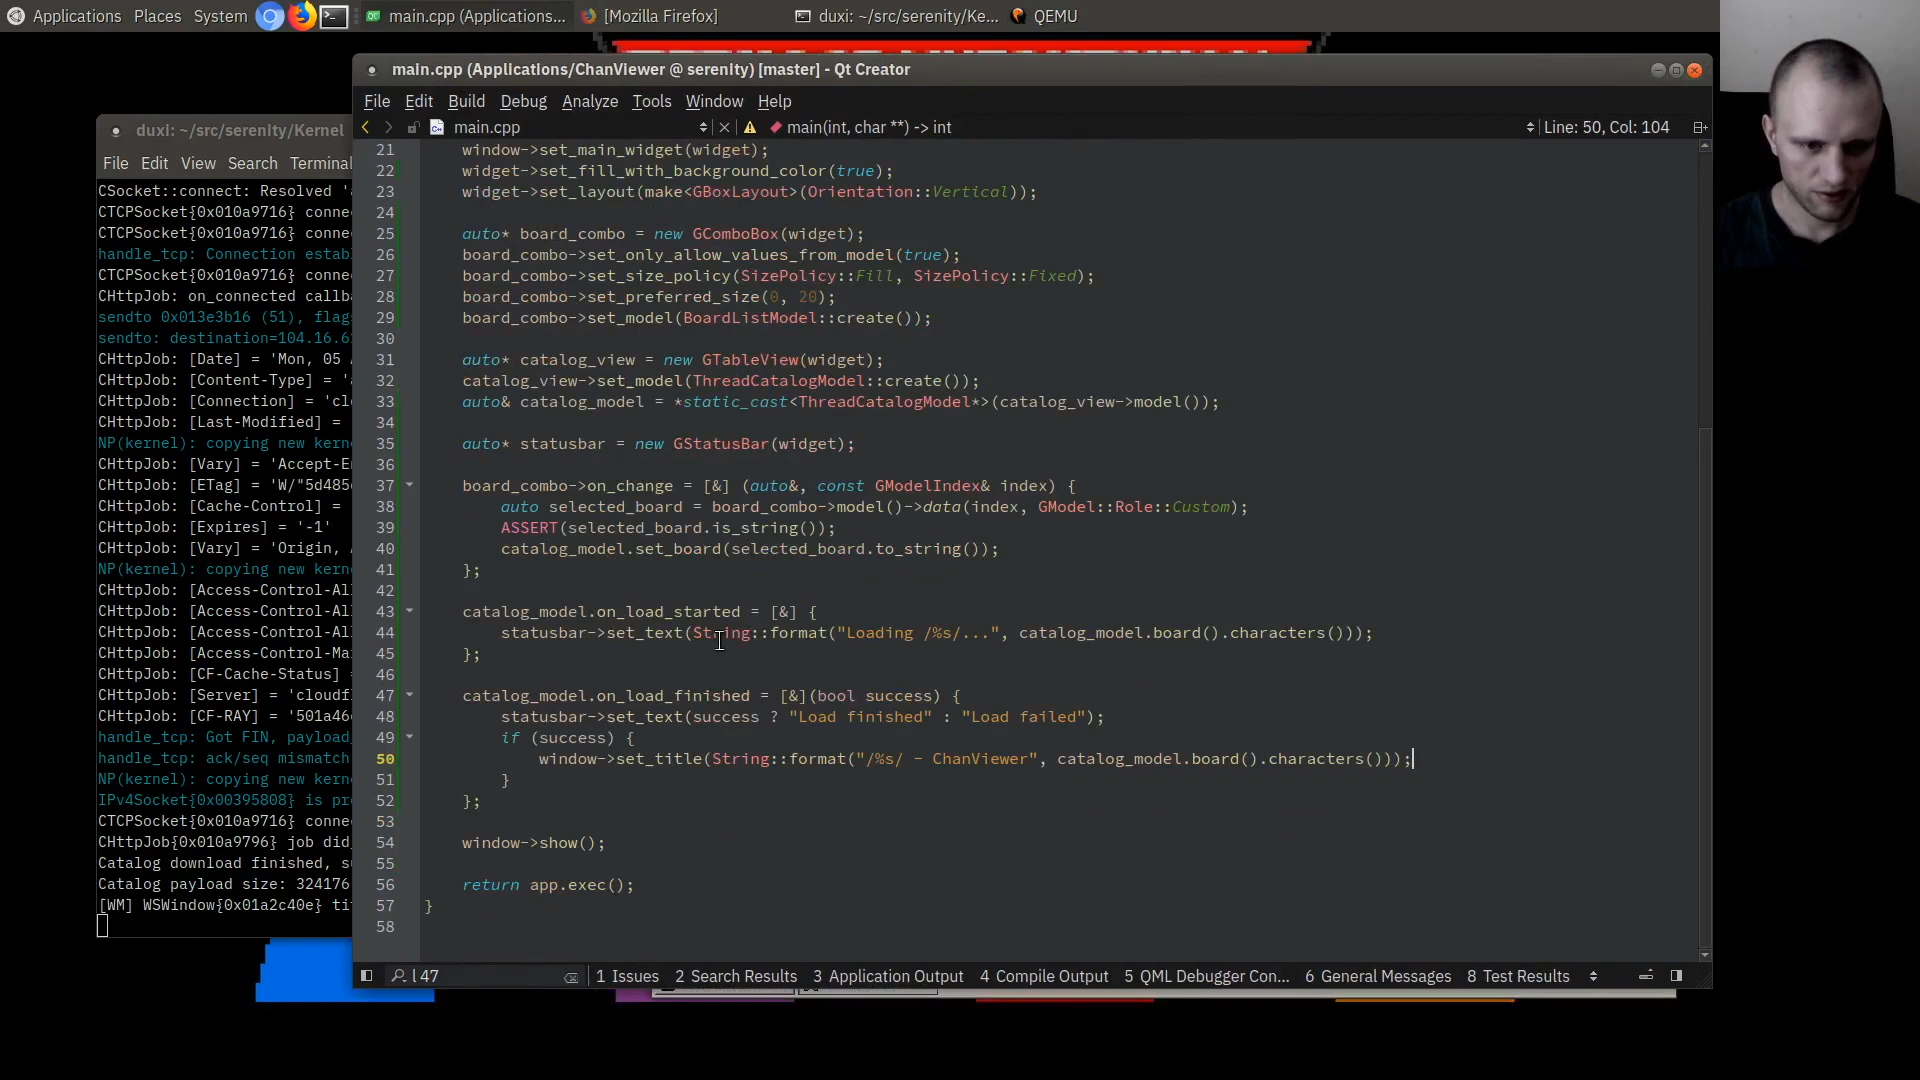 Applications Places System main.cpp (Applications... [Mozilla Firefox] duxi: ~/src/serenity/Ke... QEMU
main.cpp (Applications/ChanViewer @ serenity) [master] - Qt Creator
File Edit Build Debug Analyze Tools Window Help
main.cpp main(int, char **) -> int Line: 50, Col: 104
duxi: ~/src/serenity/Kernel
File Edit View Search Terminal
CSocket::connect: Resolved 'a
CTCPSocket{0x010a9716} conne
CTCPSocket{0x010a9716} conne
handle_tcp: Connection estab
CTCPSocket{0x010a9716} conne
CHttpJob: on_connected callba
sendto 0x013e3b16 (51), flag
sendto: destination=104.16.6
CHttpJob: [Date] = 'Mon, 05 A
CHttpJob: [Content-Type] = 'a
CHttpJob: [Connection] = 'cl
CHttpJob: [Last-Modified] =
NP(kernel): copying new kern
CHttpJob: [Vary] = 'Accept-E
CHttpJob: [ETag] = 'W/"5d485
CHttpJob: [Cache-Control] =
CHttpJob: [Expires] = '-1'
CHttpJob: [Vary] = 'Origin, A
NP(kernel): copying new kern
CHttpJob: [Access-Control-Al
CHttpJob: [Access-Control-Al
CHttpJob: [Access-Control-Al
CHttpJob: [Access-Control-Ma
CHttpJob: [CF-Cache-Status] =
CHttpJob: [Server] = 'cloudf
CHttpJob: [CF-RAY] = '501a46
handle_tcp: Got FIN, payload
handle_tcp: ack/seq mismatch
NP(kernel): copying new kern
IPv4Socket{0x00395808} is pr
CTCPSocket{0x010a9716} conne
CHttpJob{0x010a9796} job did
Catalog download finished, su
Catalog payload size: 324176
[WM] WSWindow{0x01a2c40e} ti
21 window->set_main_widget(widget);
22 widget->set_fill_with_background_color(true);
23 widget->set_layout(make<GBoxLayout>(Orientation::Vertical));
24
25 auto* board_combo = new GComboBox(widget);
26 board_combo->set_only_allow_values_from_model(true);
27 board_combo->set_size_policy(SizePolicy::Fill, SizePolicy::Fixed);
28 board_combo->set_preferred_size(0, 20);
29 board_combo->set_model(BoardListModel::create());
30
31 auto* catalog_view = new GTableView(widget);
32 catalog_view->set_model(ThreadCatalogModel::create());
33 auto& catalog_model = *static_cast<ThreadCatalogModel*>(catalog_view->model());
34
35 auto* statusbar = new GStatusBar(widget);
36
37 board_combo->on_change = [&] (auto&, const GModelIndex& index) {
38 auto selected_board = board_combo->model()->data(index, GModel::Role::Custom);
39 ASSERT(selected_board.is_string());
40 catalog_model.set_board(selected_board.to_string());
41 };
42
43 catalog_model.on_load_started = [&] {
44 statusbar->set_text(String::format("Loading /%s/...", catalog_model.board().characters()));
45 };
46
47 catalog_model.on_load_finished = [&](bool success) {
48 statusbar->set_text(success ? "Load finished" : "Load failed");
49 if (success) {
50 window->set_title(String::format("/%s/ - ChanViewer", catalog_model.board().characters()));
51 }
52 };
53
54 window->show();
55
56 return app.exec();
57 }
58
l 47 1 Issues 2 Search Results 3 Application Output 4 Compile Output 5 QML Debugger Con... 6 General Messages 8 Test Results